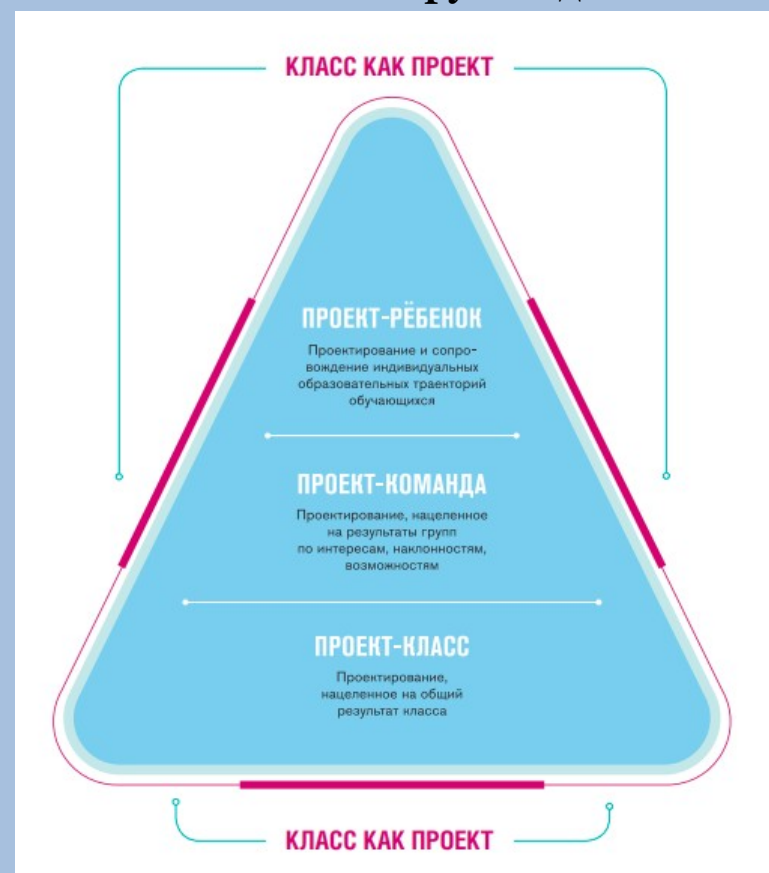 КЛАСС КАК ПРОЕКТ
ПРОЕКТ-РЁБЕНОК
Проектирование и сопро-
вождение индивидуальных
образовательных траекторий
обучающихся
ПРОЕКТ-КОМАНДА
Проектирование, нацеленное
на результаты групп
по интересам, наклонностям,
возможностям
ПРОЕКТ-КЛАСС
Проектирование,
нацеленное на общий
результат класса
КЛАСС КАК ПРОЕКТ